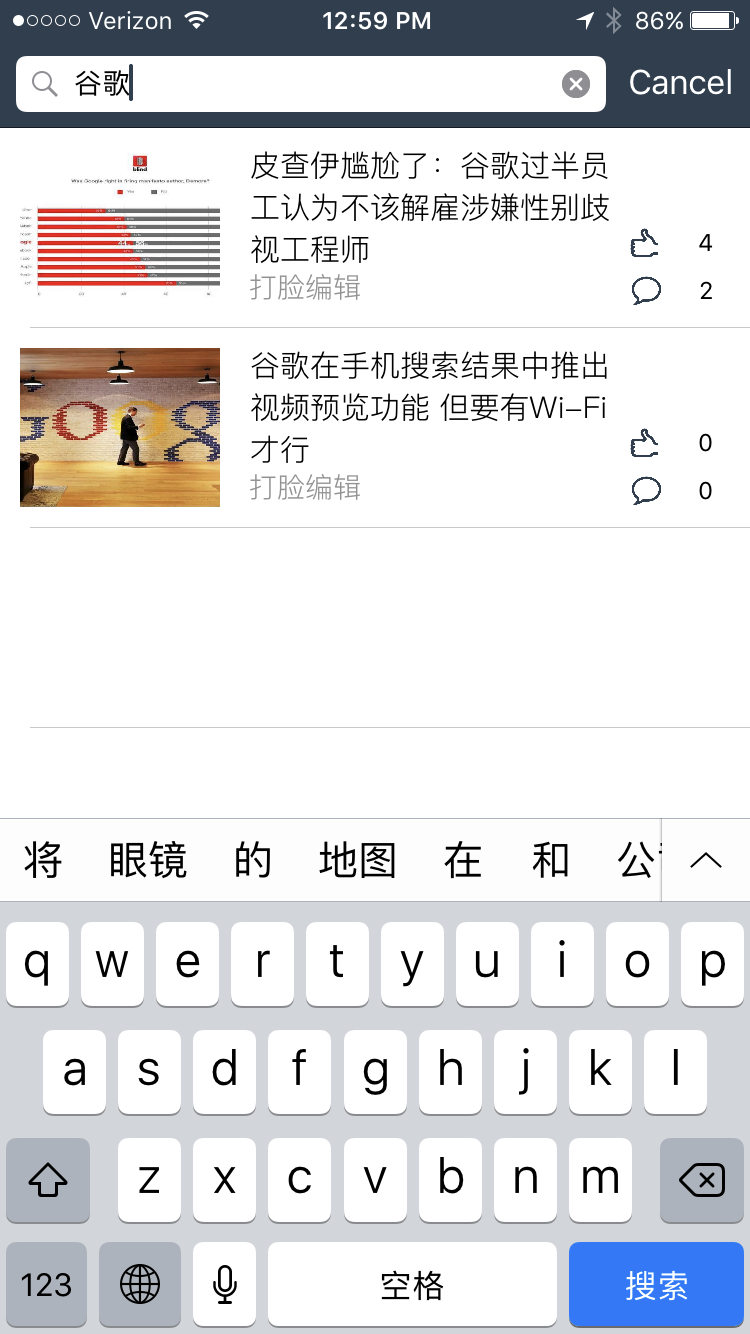 Verizon 12:59 PM 86%
谷歌 Cancel
blind
Was Google right in firing manifesto author, Damore?
Yes No
皮查伊尴尬了：谷歌过半员
工认为不该解雇涉嫌性别歧
视工程师
打脸编辑
4
2
谷歌在手机搜索结果中推出
视频预览功能 但要有Wi-Fi
才行
打脸编辑
0
0
将 眼镜 的 地图 在 和
q w e r t y u i o p
a s d f g h j k l
z x c v b n m
123 空格 搜索